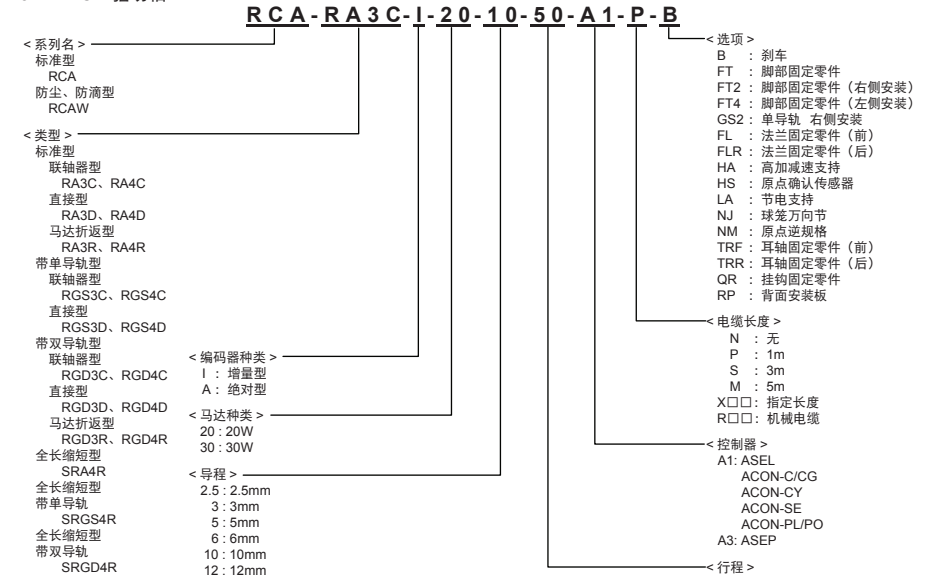 RCA-RA3C-I-20-10-50-A1-P-B
<系列名>
标准型
RCA
防尘、防滴型
RCAW
<类型>
标准型
联轴器型
RA3C、RA4C
直接型
RA3D、RA4D
马达折返型
RA3R、RA4R
带单导轨型
联轴器型
RGS3C、RGS4C
直接型
RGS3D、RGS4D
带双导轨型
联轴器型
RGD3C、RGD4C
直接型
RGD3D、RGD4D
马达折返型
RGD3R、RGD4R
全长缩短型
SRA4R
全长缩短型
带单导轨
SRGS4R
全长缩短型
带双导轨
SRGD4R
<编码器种类>
I : 增量型
A : 绝对型
<马达种类>
20 : 20W
30 : 30W
<导程>
2.5 : 2.5mm
3 : 3mm
5 : 5mm
6 : 6mm
10 : 10mm
12 : 12mm
<选项>
B : 刹车
FT : 脚部固定零件
FT2 : 脚部固定零件（右侧安装）
FT4 : 脚部固定零件（左侧安装）
GS2 : 单导轨 右侧安装
FL : 法兰固定零件（前）
FLR : 法兰固定零件（后）
HA : 高加减速支持
HS : 原点确认传感器
LA : 节电支持
NJ : 球笼万向节
NM : 原点逆规格
TRF : 耳轴固定零件（前）
TRR : 耳轴固定零件（后）
QR : 挂钩固定零件
RP : 背面安装板
<电缆长度>
N : 无
P : 1m
S : 3m
M : 5m
X□□ : 指定长度
R□□ : 机械电缆
<控制器>
A1: ASEL
ACON-C/CG
ACON-CY
ACON-SE
ACON-PL/PO
A3: ASEP
<行程>